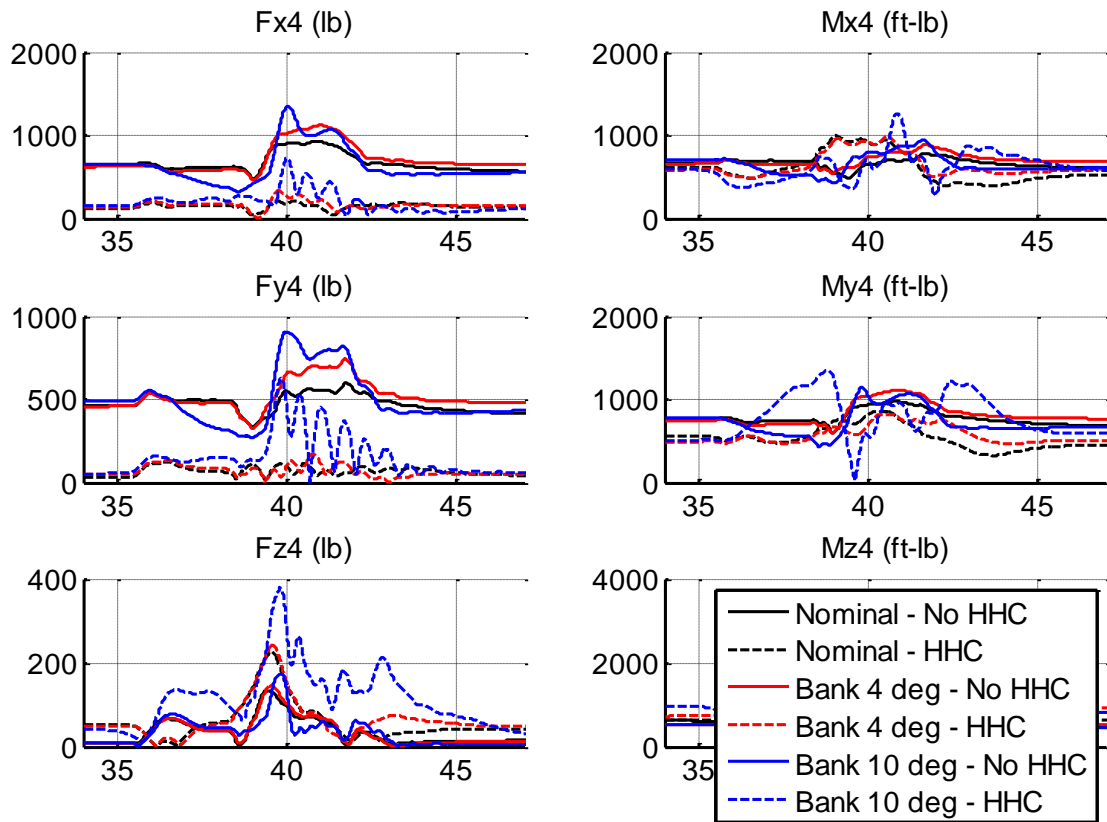 Fx4 (lb)
2000
1000
0
35 40 45
Mx4 (ft-lb)
2000
1000
0
35 40 45
Fy4 (lb)
1000
500
0
35 40 45
My4 (ft-lb)
2000
1000
0
35 40 45
Fz4 (lb)
400
200
0
35 40 45
Mz4 (ft-lb)
4000
2000
0
35
Nominal - No HHC
Nominal - HHC
Bank 4 deg - No HHC
Bank 4 deg - HHC
Bank 10 deg - No HHC
Bank 10 deg - HHC